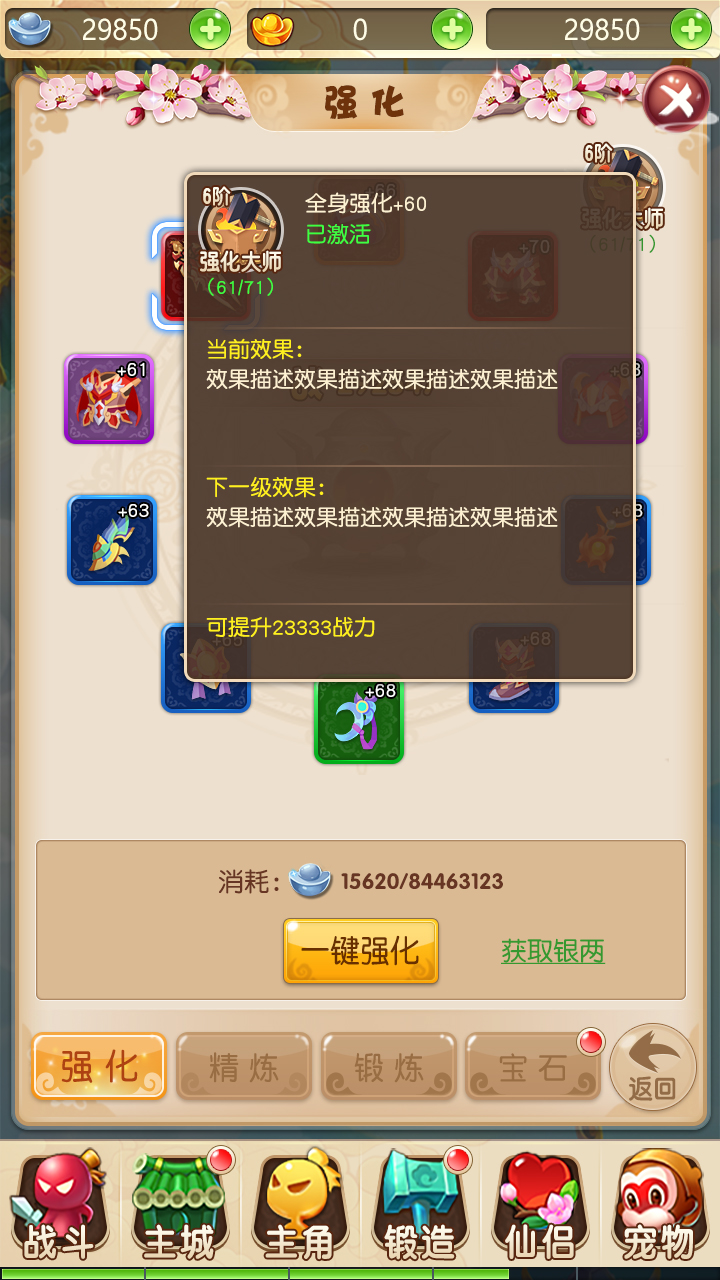 29850
0
29850
强化
6阶
强化大师
(61/71)
6阶
强化大师
(61/71)
全身强化+60
已激活
+66
+70
当前效果：
效果描述效果描述效果描述效果描述
+61
+63
下一级效果：
效果描述效果描述效果描述效果描述
+63
+68
可提升23333战力
+65
+68
+68
消耗：
15620/84463123
一键强化
获取银两
强化
精炼
锻炼
宝石
返回
战斗
主城
主角
锻造
仙侣
宠物